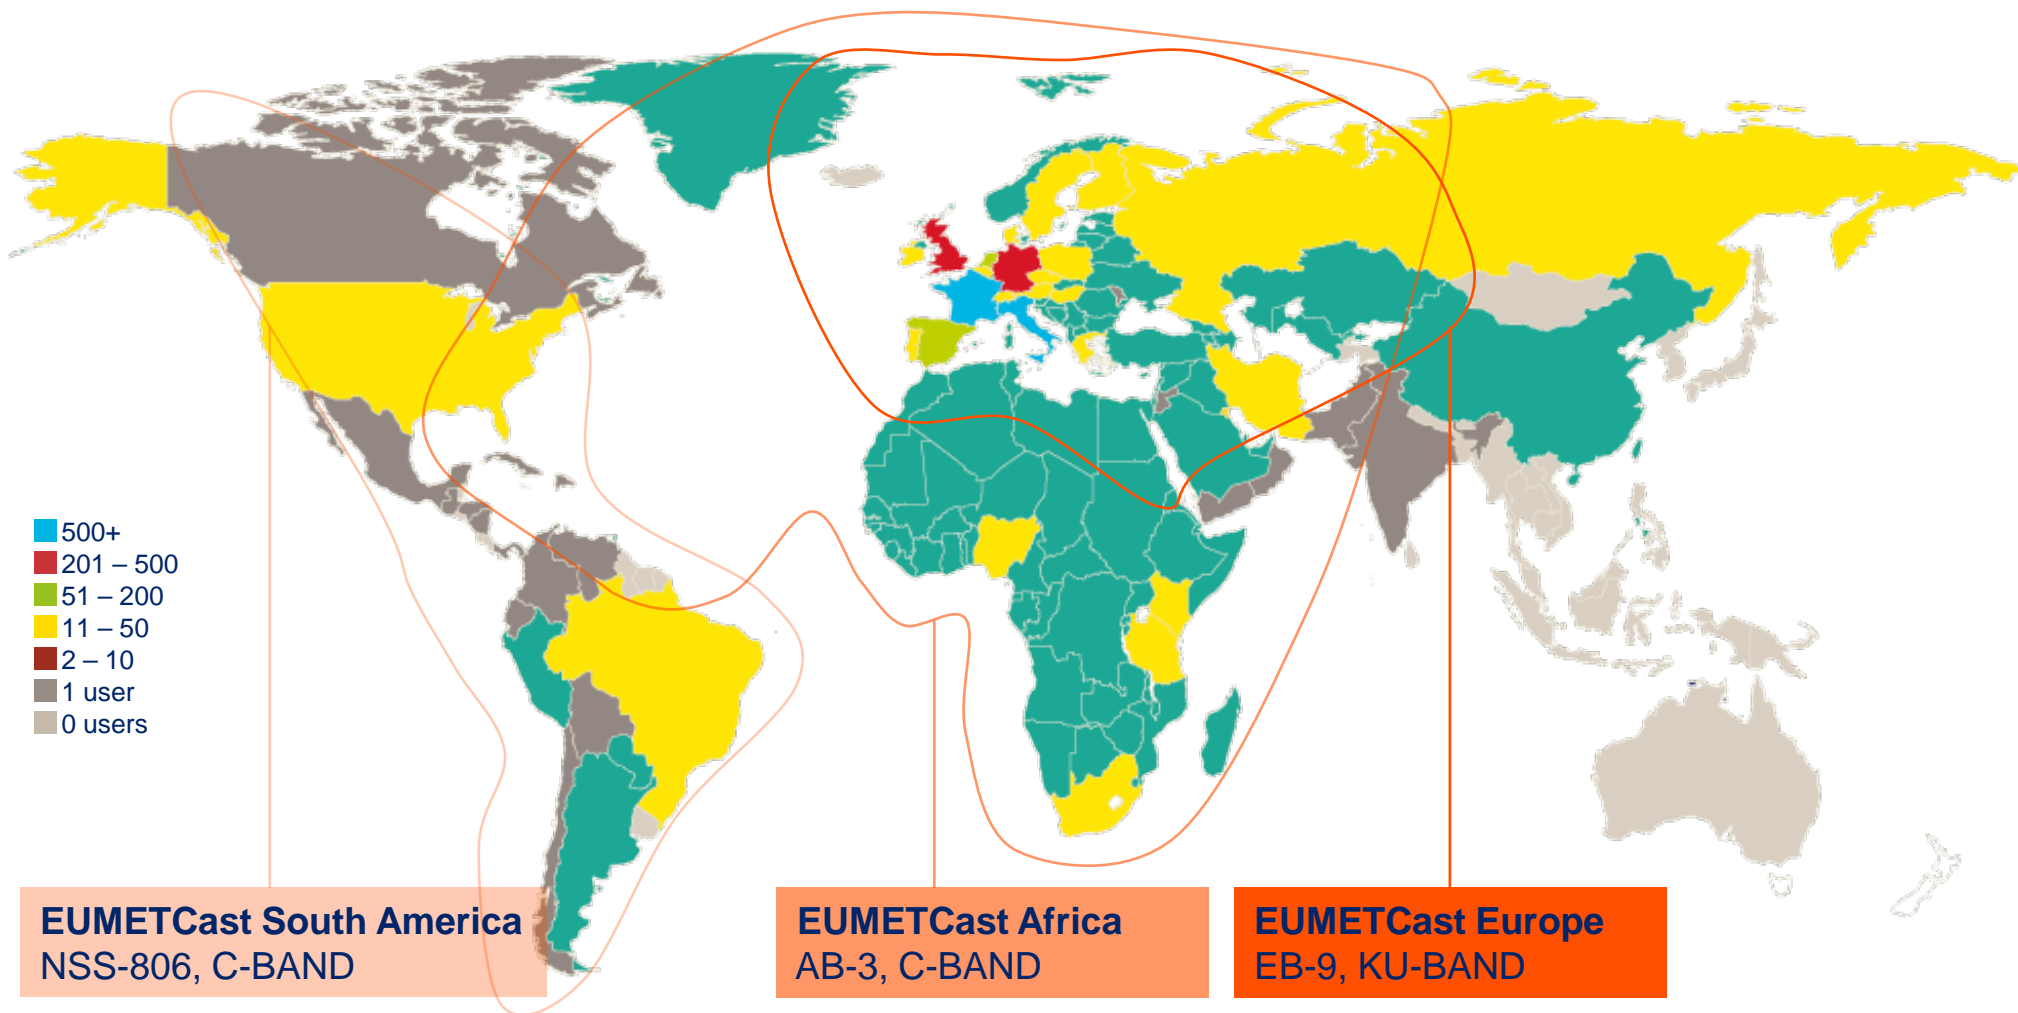 500+
201 – 500
51 – 200
11 – 50
2 – 10
1 user
0 users
EUMETCast South America
NSS-806, C-BAND
EUMETCast Africa
AB-3, C-BAND
EUMETCast Europe
EB-9, KU-BAND